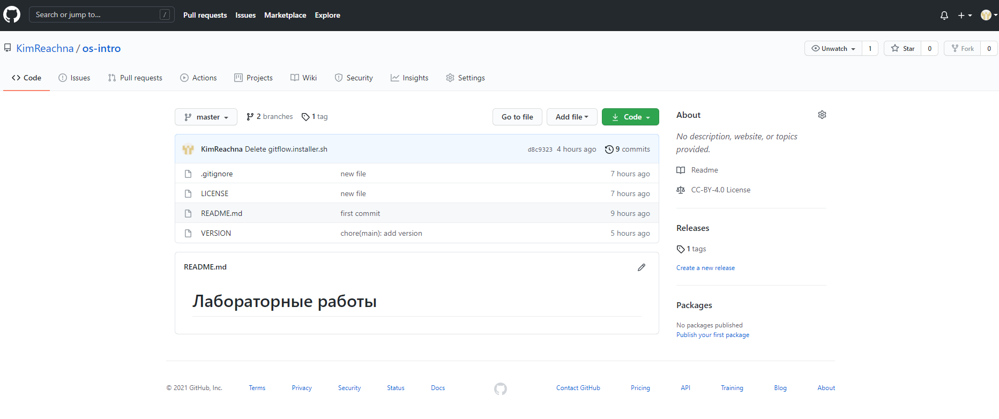 Search or jump to... / Pull requests Issues Marketplace Explore
KimReachna / os-intro Unwatch 1 Star 0 Fork 0
Code Issues Pull requests Actions Projects Wiki Security Insights Settings
master 2 branches 1 tag Go to file Add file Code
KimReachna Delete gitflow.installer.sh d8c9323 4 hours ago 9 commits
.gitignore new file 7 hours ago
LICENSE new file 7 hours ago
README.md first commit 9 hours ago
VERSION chore(main): add version 5 hours ago
README.md
Лабораторные работы
About
No description, website, or topics
provided.
Readme
CC-BY-4.0 License
Releases
1 tags
Create a new release
Packages
No packages published
Publish your first package
© 2021 GitHub, Inc. Terms Privacy Security Status Docs Contact GitHub Pricing API Training Blog About